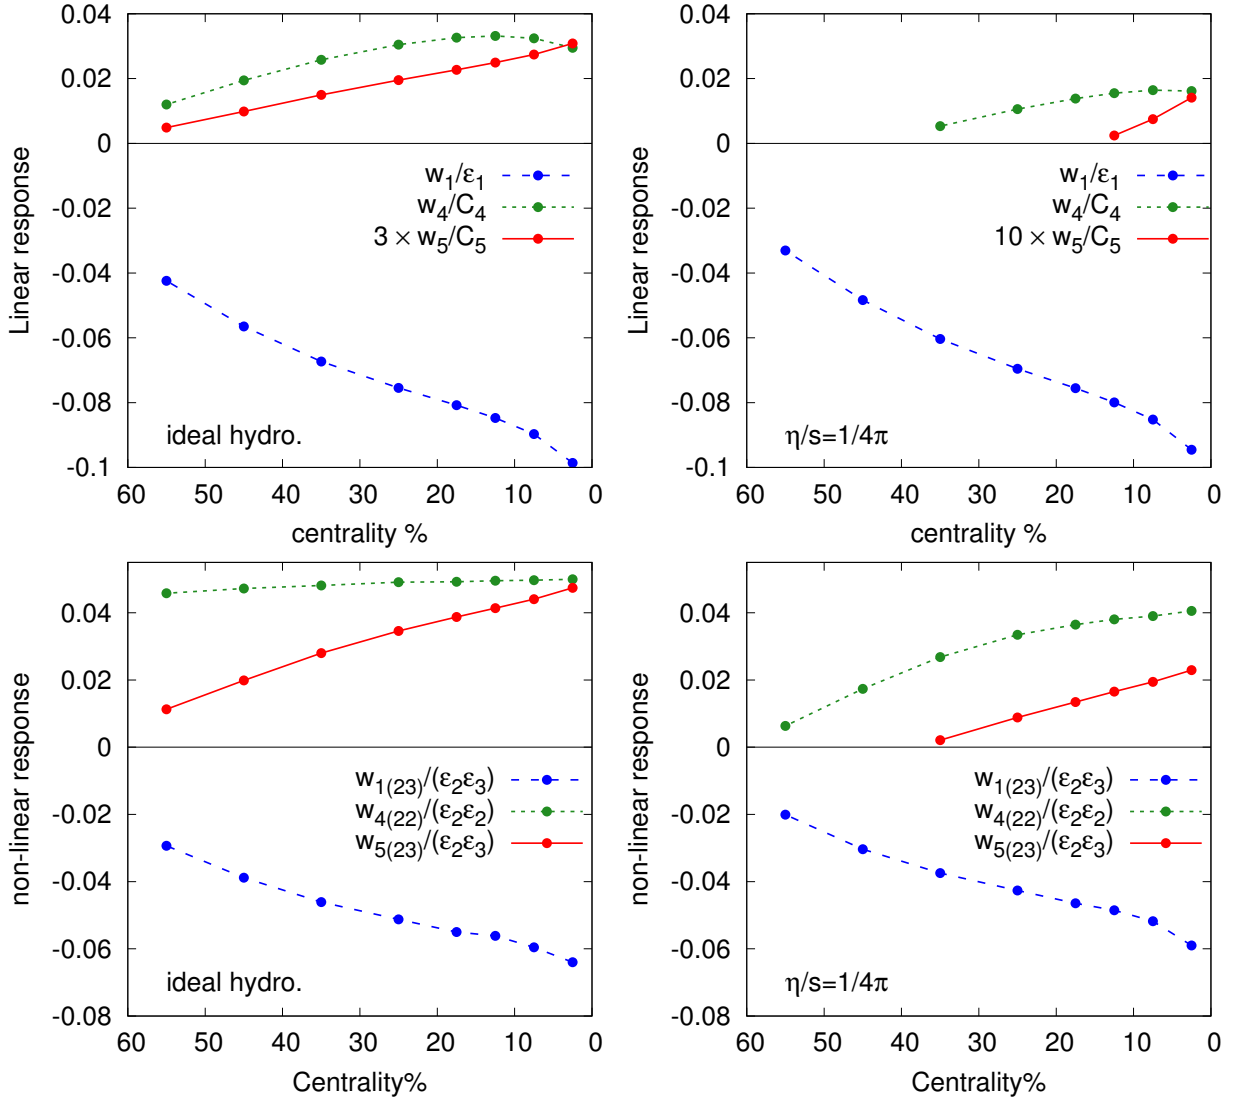 0.04
0.02
0
-0.02
-0.04
-0.06
-0.08
-0.1
Linear response
w1/ε1
w4/C4
3 × w5/C5
ideal hydro.
60 50 40 30 20 10 0
centrality %
0.04
0.02
0
-0.02
-0.04
-0.06
-0.08
-0.1
Linear response
w1/ε1
w4/C4
10 × w5/C5
η/s=1/4π
60 50 40 30 20 10 0
centrality %
0.04
0.02
0
-0.02
-0.04
-0.06
-0.08
non-linear response
w1(23)/(ε2ε3)
w4(22)/(ε2ε2)
w5(23)/(ε2ε3)
ideal hydro.
60 50 40 30 20 10 0
Centrality%
0.04
0.02
0
-0.02
-0.04
-0.06
-0.08
non-linear response
w1(23)/(ε2ε3)
w4(22)/(ε2ε2)
w5(23)/(ε2ε3)
η/s=1/4π
60 50 40 30 20 10 0
Centrality%